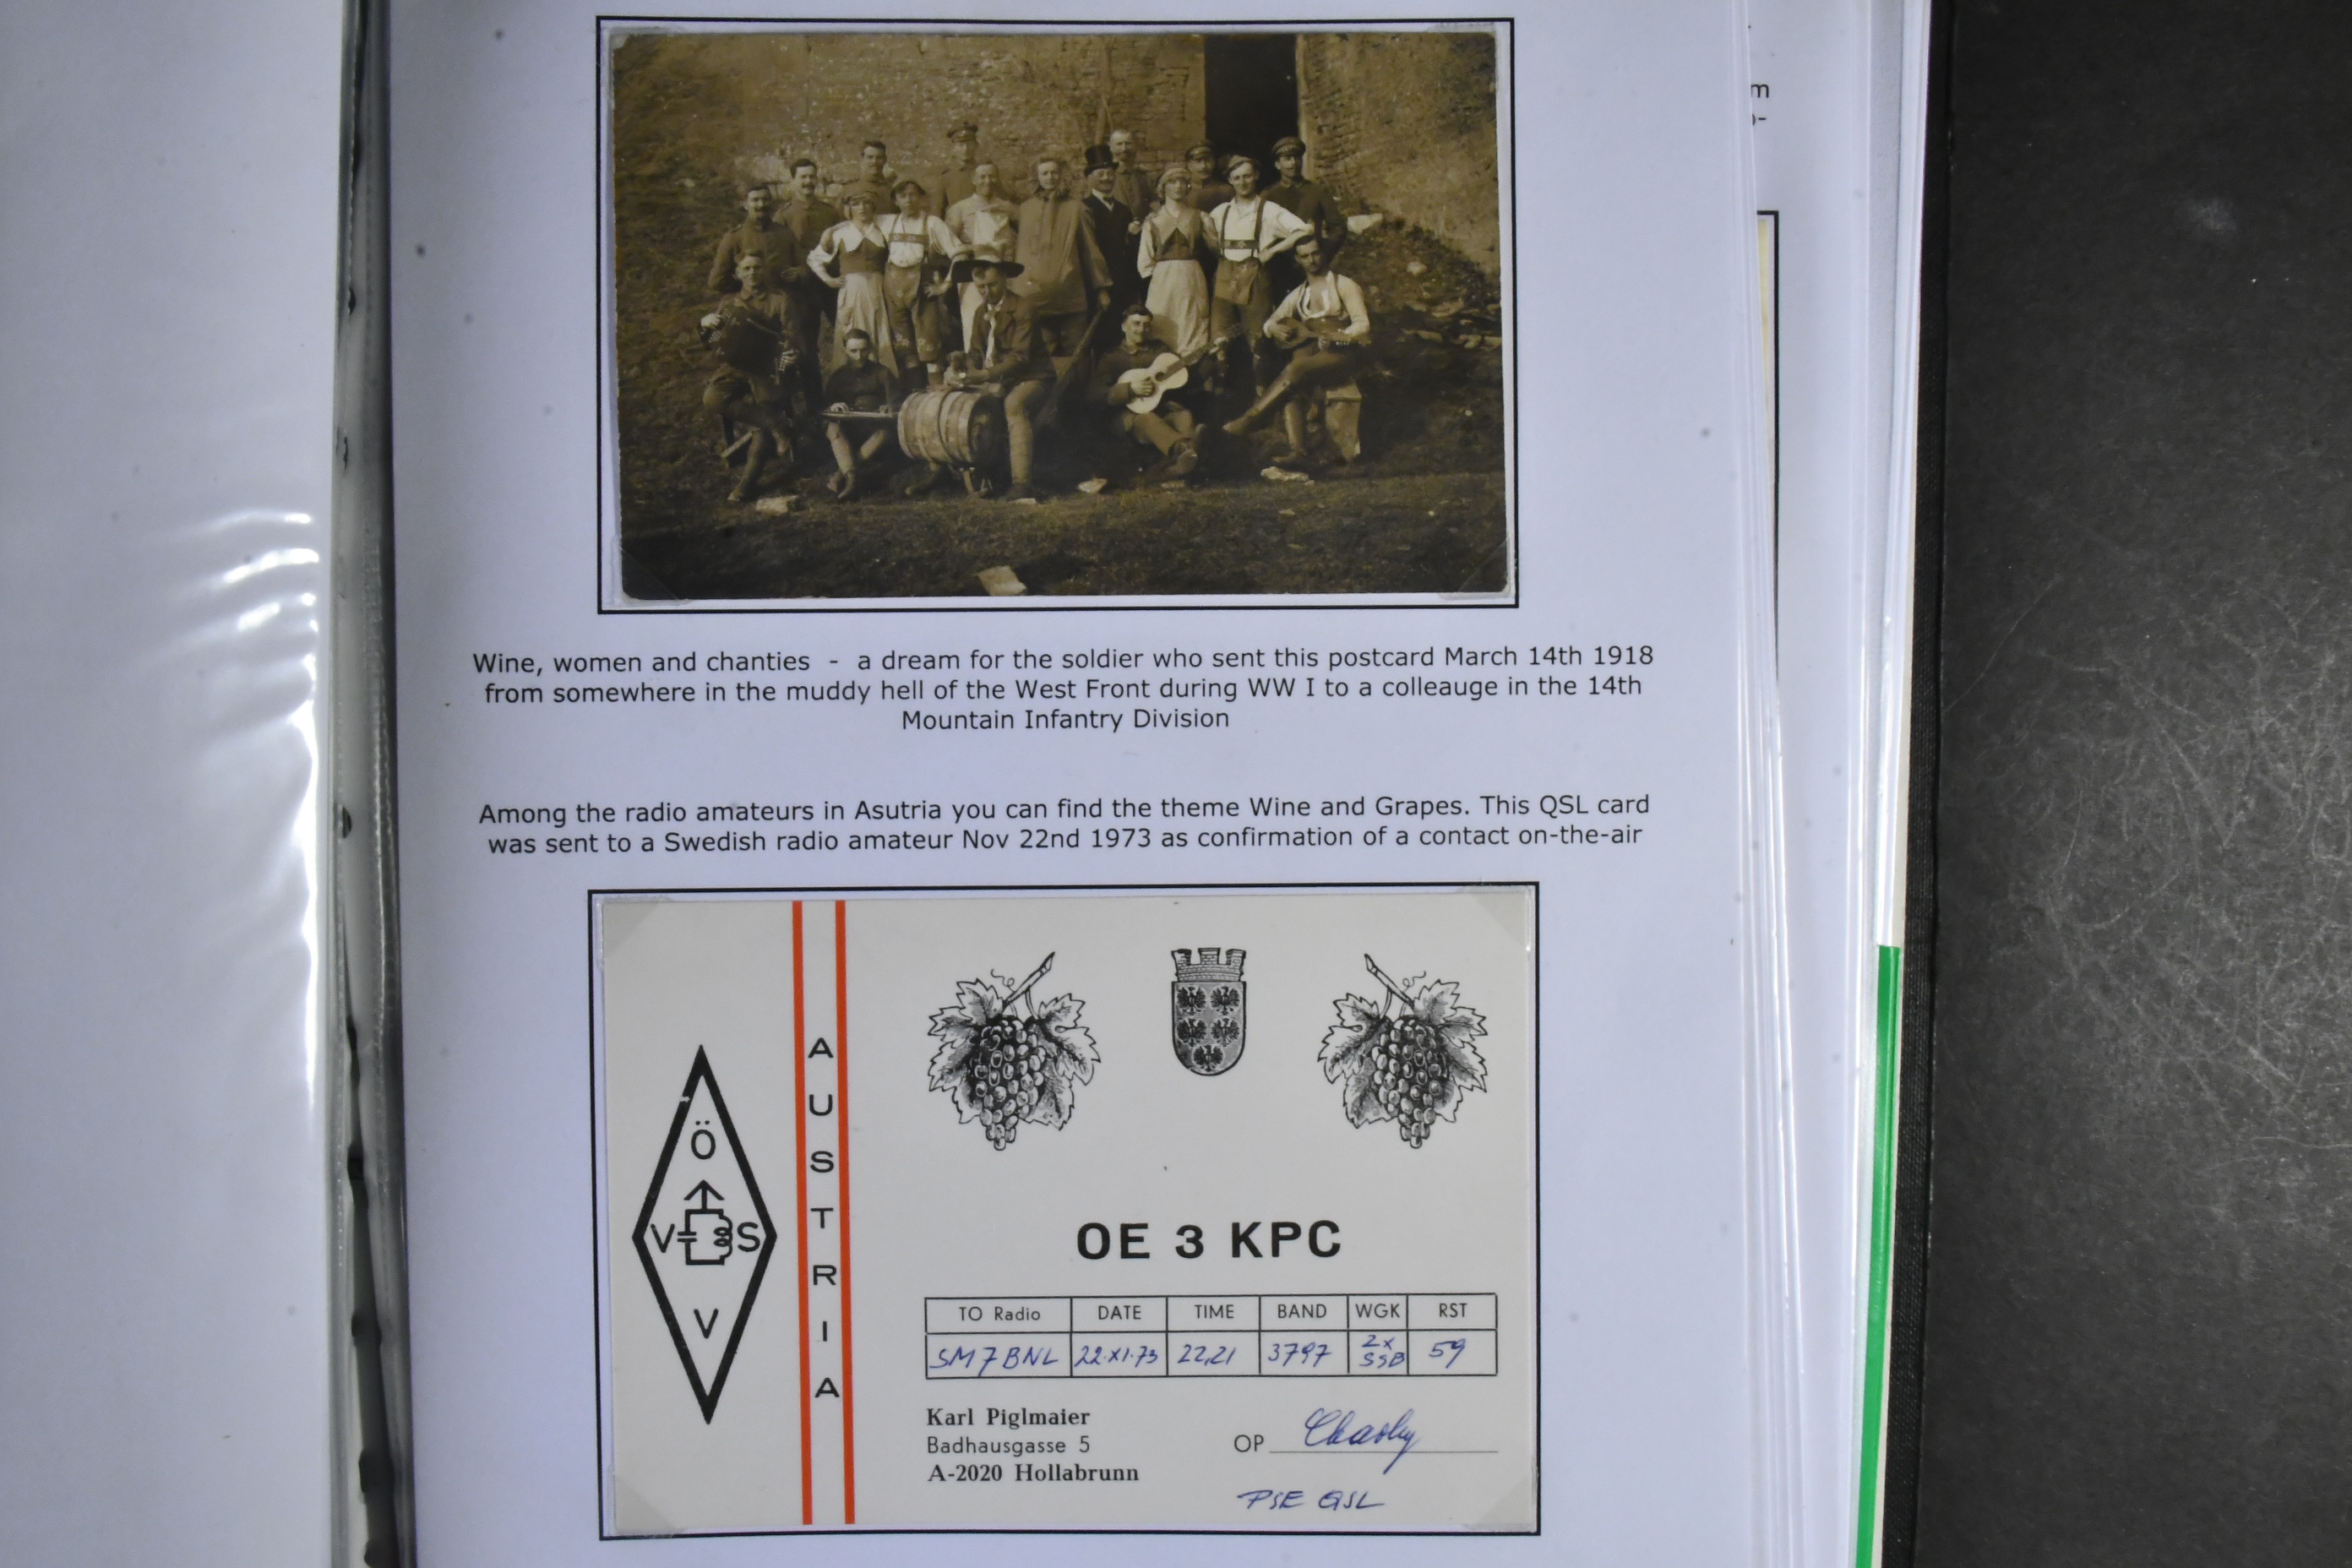 m
o-
Wine, women and chanties - a dream for the soldier who sent this postcard March 14th 1918
from somewhere in the muddy hell of the West Front during WW I to a colleauge in the 14th
Mountain Infantry Division
Among the radio amateurs in Asutria you can find the theme Wine and Grapes. This QSL card
was sent to a Swedish radio amateur Nov 22nd 1973 as confirmation of a contact on-the-air
Ö
V S
V
AUSTRIA
OE 3 KPC
TO Radio DATE TIME BAND WGK RST
SM7BNL 22.XI.73 22,21 3797 2x SSB 59
Karl Piglmaier
Badhausgasse 5
A-2020 Hollabrunn
OP Charly
PSE QSL